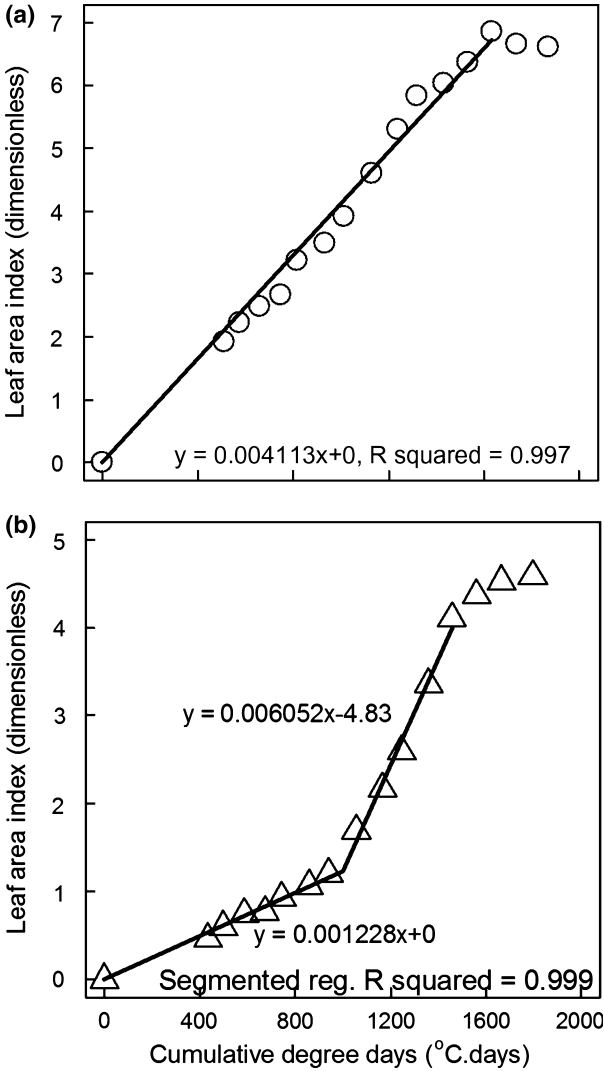 (a)
Leaf area index (dimensionless)
7
6
5
4
3
2
1
0
y = 0.004113x+0, R squared = 0.997
(b)
Leaf area index (dimensionless)
5
4
3
2
1
0
y = 0.006052x-4.83
y = 0.001228x+0
Segmented reg. R squared = 0.999
0 400 800 1200 1600 2000
Cumulative degree days (°C.days)